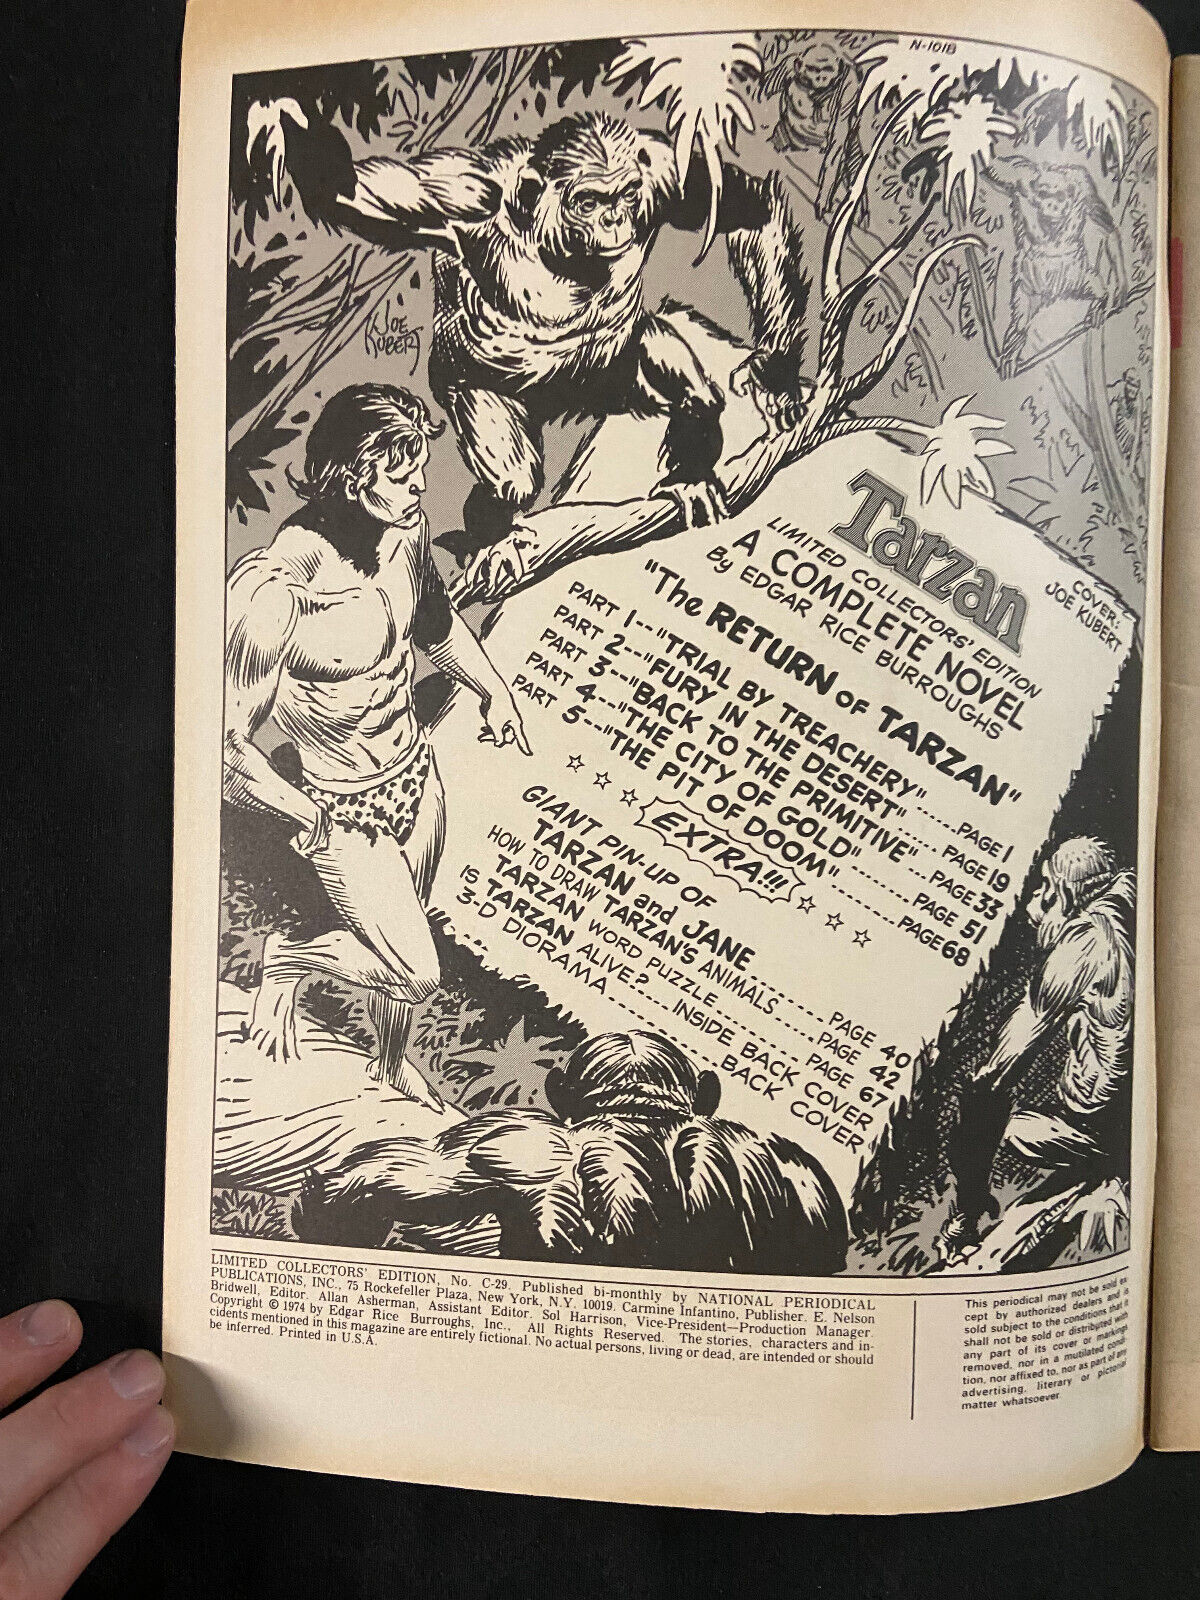 N-1018
JOE
KUBERT
Tarzan
COVER:
JOE KUBERT
LIMITED COLLECTORS' EDITION
A COMPLETE NOVEL
By EDGAR RICE BURROUGHS
"The RETURN OF TARZAN"
PART 1--"TRIAL BY TREACHERY"......PAGE 1
PART 2--"FURY IN THE DESERT"......PAGE 19
PART 3--"BACK TO THE PRIMITIVE"...PAGE 33
PART 4--"THE CITY OF GOLD"........PAGE 51
PART 5--"THE PIT OF DOOM".........PAGE 68
☆ ☆ ☆ EXTRA!!! ☆ ☆ ☆
GIANT PIN-UP OF
TARZAN and JANE..........PAGE 40
HOW TO DRAW TARZAN'S ANIMALS.....PAGE 42
TARZAN WORD PUZZLE..........PAGE 67
IS TARZAN ALIVE?....INSIDE BACK COVER
3-D DIORAMA..........BACK COVER
LIMITED COLLECTORS' EDITION, No. C-29. Published bi-monthly by NATIONAL PERIODICAL
PUBLICATIONS, INC., 75 Rockefeller Plaza, New York, N.Y. 10019. Carmine Infantino, Publisher. E. Nelson
Bridwell, Editor. Allan Asherman, Assistant Editor. Sol Harrison, Vice-President—Production Manager.
Copyright © 1974 by Edgar Rice Burroughs, Inc., All Rights Reserved. The stories, characters and in-
cidents mentioned in this magazine are entirely fictional. No actual persons, living or dead, are intended or should
be inferred. Printed in U.S.A.
This periodical may not be sold ex
cept by authorized dealers and is
sold subject to the conditions that it
shall not be sold or distributed with
any part of its cover or markings
removed, nor in a mutilated condi-
tion, nor affixed to, nor as part of any
advertising, literary or pictorial
matter whatsoever.